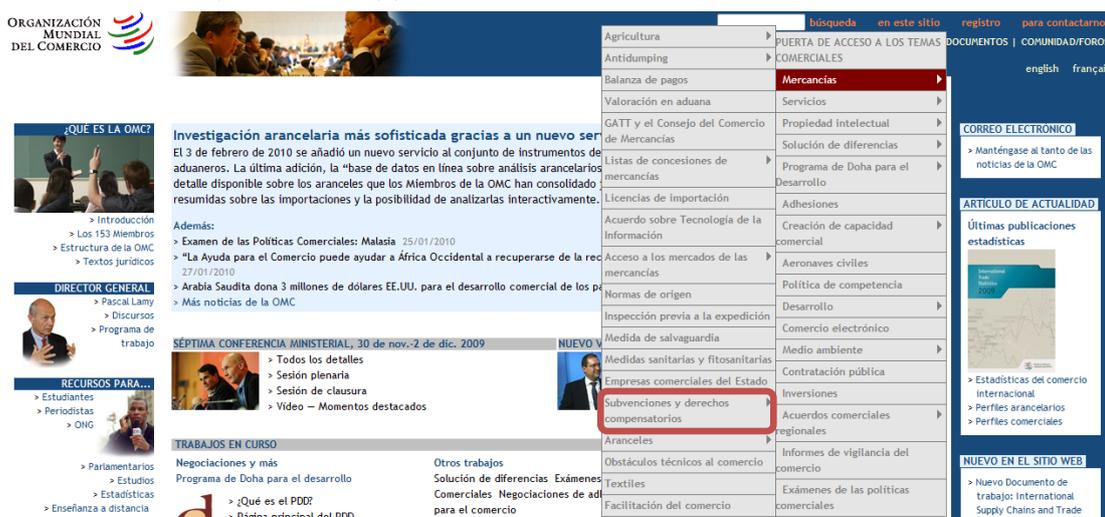 ORGANIZACIÓN
MUNDIAL
DEL COMERCIO
búsqueda en este sitio registro para contactarno
DOCUMENTOS | COMUNIDAD/FORO
english françai
¿QUÉ ES LA OMC?
> Introducción
> Los 153 Miembros
> Estructura de la OMC
> Textos jurídicos
DIRECTOR GENERAL
> Pascal Lamy
> Discursos
> Programa de
trabajo
RECURSOS PARA...
> Estudiantes
> Periodistas
> ONG
> Parlamentarios
> Estudios
> Estadísticas
> Enseñanza a distancia
Investigación arancelaria más sofisticada gracias a un nuevo ser
El 3 de febrero de 2010 se añadió un nuevo servicio al conjunto de instrumentos de
aduaneros. La última adición, la “base de datos en línea sobre análisis arancelarios
detalle disponible sobre los aranceles que los Miembros de la OMC han consolidado
resumidas sobre las importaciones y la posibilidad de analizarlas interactivamente.
Además:
> Examen de las Políticas Comerciales: Malasia 25/01/2010
> “La Ayuda para el Comercio puede ayudar a África Occidental a recuperarse de la rec
27/01/2010
> Arabia Saudita dona 3 millones de dólares EE.UU. para el desarrollo comercial de los pa
> Más noticias de la OMC
SÉPTIMA CONFERENCIA MINISTERIAL, 30 de nov.-2 de dic. 2009
> Todos los detalles
> Sesión plenaria
> Sesión de clausura
> Vídeo — Momentos destacados
NUEVO V
TRABAJOS EN CURSO
Negociaciones y más
Programa de Doha para el desarrollo
> ¿Qué es el PDD?
> Página principal del PDD
Otros trabajos
Solución de diferencias Exámenes
Comerciales Negociaciones de ad
para el comercio
Agricultura
Antidumping
Balanza de pagos
Valoración en aduana
GATT y el Consejo del Comercio
de Mercancías
Listas de concesiones de
mercancías
Licencias de importación
Acuerdo sobre Tecnología de la
Información
Acceso a los mercados de las
mercancías
Normas de origen
Inspección previa a la expedición
Medida de salvaguardia
Medidas sanitarias y fitosanitarias
Empresas comerciales del Estado
Subvenciones y derechos
compensatorios
Aranceles
Obstáculos técnicos al comercio
Textiles
Facilitación del comercio
PUERTA DE ACCESO A LOS TEMAS
COMERCIALES
Mercancías
Servicios
Propiedad intelectual
Solución de diferencias
Programa de Doha para el
Desarrollo
Adhesiones
Creación de capacidad
comercial
Aeronaves civiles
Política de competencia
Desarrollo
Comercio electrónico
Medio ambiente
Contratación pública
Inversiones
Acuerdos comerciales
regionales
Informes de vigilancia del
comercio
Exámenes de las políticas
comerciales
CORREO ELECTRÓNICO
> Manténgase al tanto de las
noticias de la OMC
ARTÍCULO DE ACTUALIDAD
Últimas publicaciones
estadísticas
International
Trade
Statistics
2009
> Estadísticas del comercio
internacional
> Perfiles arancelarios
> Perfiles comerciales
NUEVO EN EL SITIO WEB
> Nuevo Documento de
trabajo: International
Supply Chains and Trade